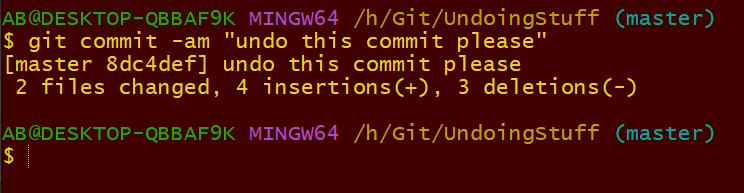 AB@DESKTOP-QBBAF9K MINGW64 /h/Git/UndoingStuff (master)
$ git commit -am "undo this commit please"
[master 8dc4def] undo this commit please
 2 files changed, 4 insertions(+), 3 deletions(-)
AB@DESKTOP-QBBAF9K MINGW64 /h/Git/UndoingStuff (master)
$